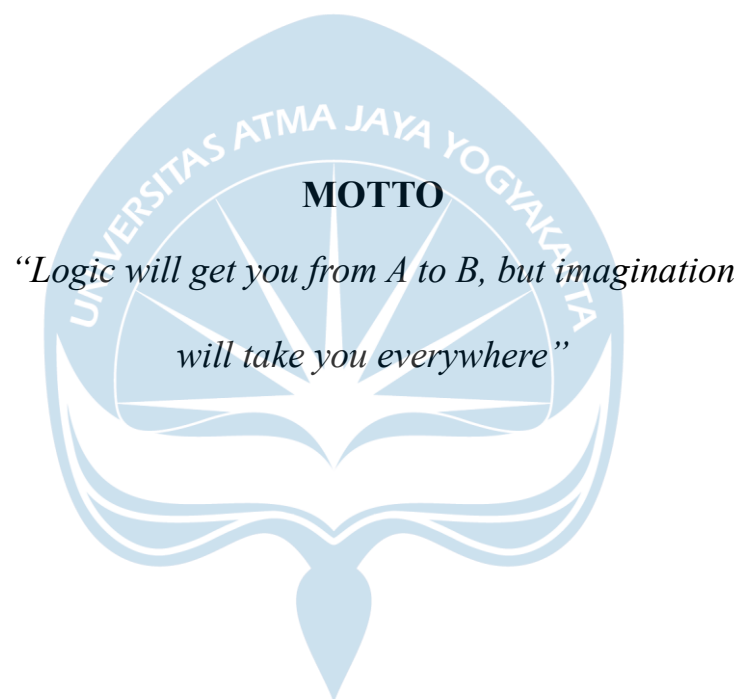 UNIVERSITAS ATMA JAYA YOGYAKARTA
MOTTO
“Logic will get you from A to B, but imagination
will take you everywhere”